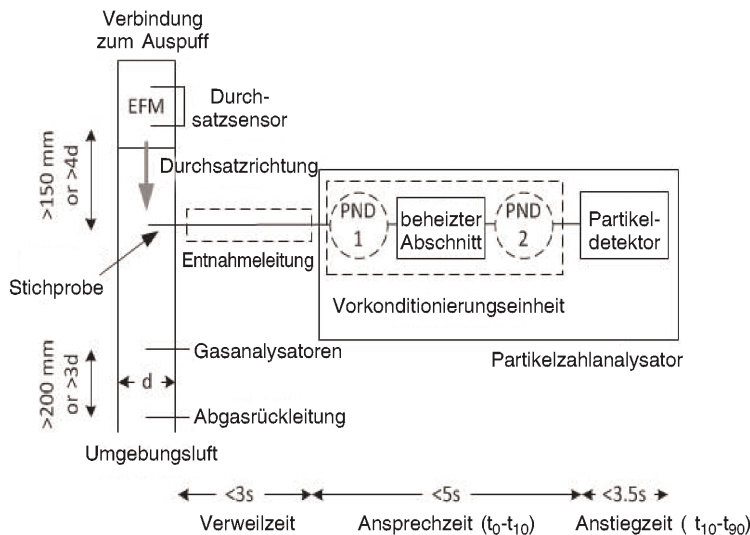 Verbindung
zum Auspuff
EFM
Durch-
satzsensor
>150 mm
or >4d
Durchsatzrichtung
PND
1
beheizter
Abschnitt
PND
2
Partikel-
detektor
Entnahmeleitung
Stichprobe
Vorkonditionierungseinheit
Gasanalysatoren
Partikelzahlanalysator
>200 mm
or >3d
d
Abgasrückleitung
Umgebungsluft
<3s
<5s
<3.5s
Verweilzeit
Ansprechzeit (t0-t10)
Anstiegzeit ( t10-t90)